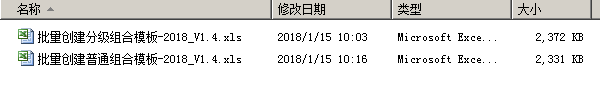 名称 修改日期 类型 大小
批量创建分级组合模板-2018_V1.4.xls 2018/1/15 10:03 Microsoft Exce... 2,372 KB
批量创建普通组合模板-2018_V1.4.xls 2018/1/15 10:16 Microsoft Exce... 2,331 KB